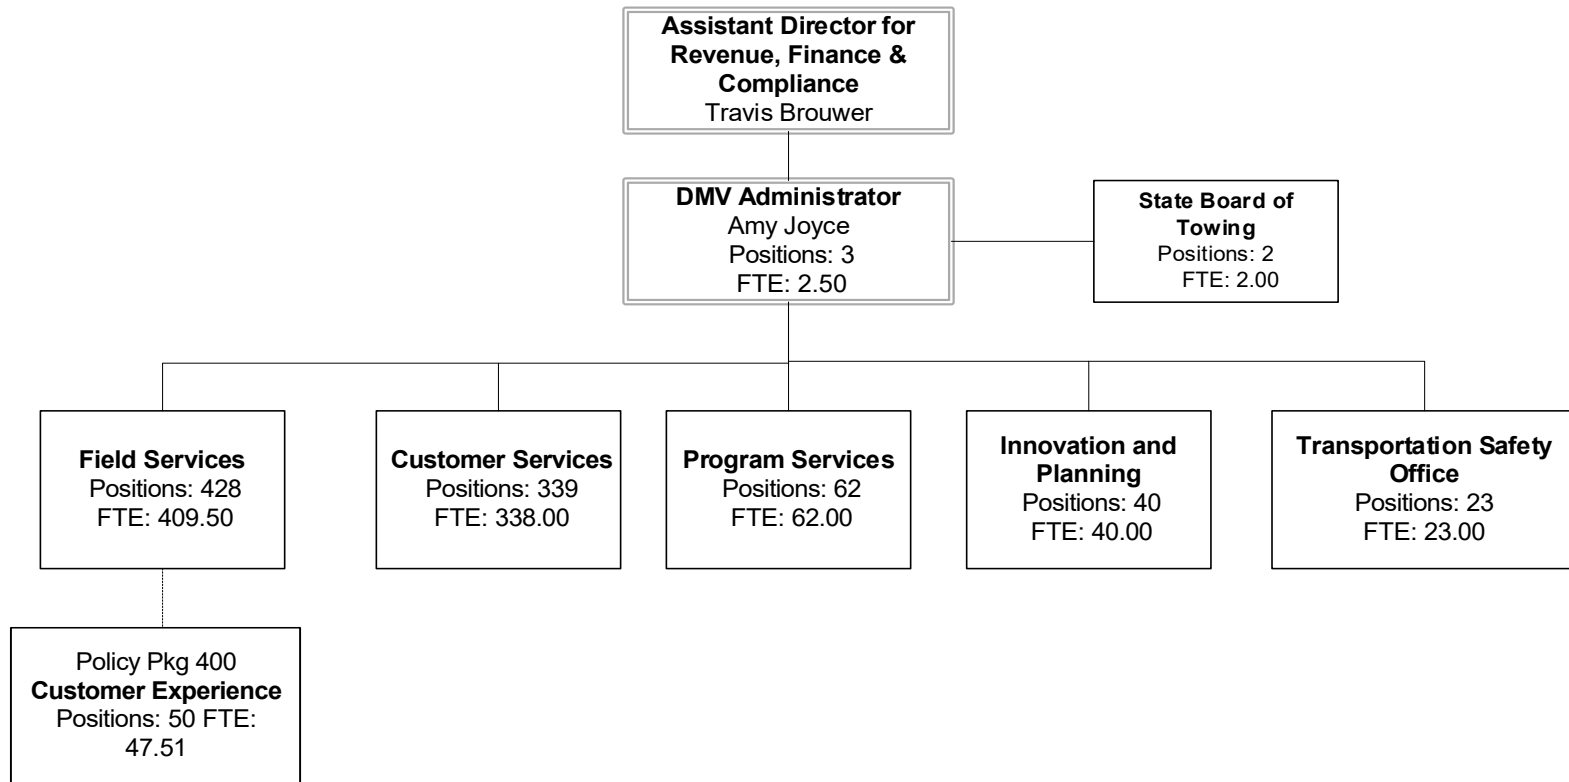 Assistant Director for
Revenue, Finance &
Compliance
Travis Brouwer
DMV Administrator
Amy Joyce
Positions: 3
FTE: 2.50
State Board of
Towing
Positions: 2
FTE: 2.00
Field Services
Positions: 428
FTE: 409.50
Customer Services
Positions: 339
FTE: 338.00
Program Services
Positions: 62
FTE: 62.00
Innovation and
Planning
Positions: 40
FTE: 40.00
Transportation Safety
Office
Positions: 23
FTE: 23.00
Policy Pkg 400
Customer Experience
Positions: 50 FTE:
47.51